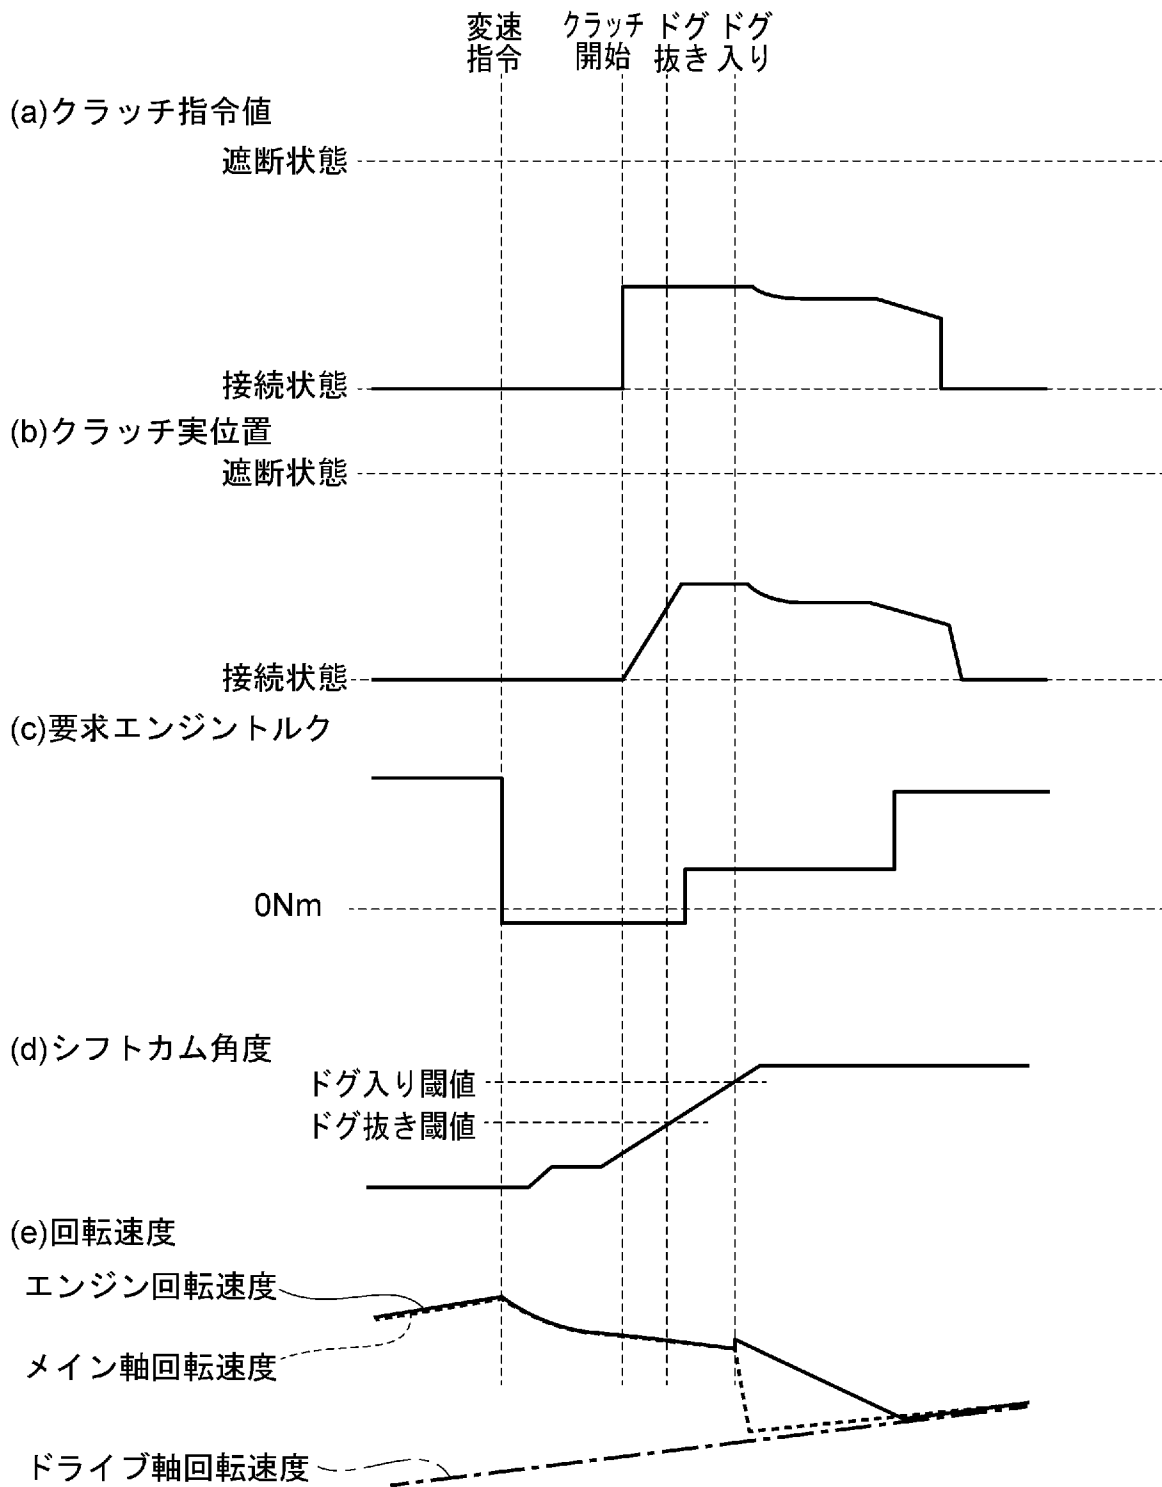 変速
指令
クラッチ
開始
ドグ
抜き
ドグ
入り
(a)クラッチ指令値
遮断状態
接続状態
(b)クラッチ実位置
遮断状態
接続状態
(c)要求エンジントルク
0Nm
(d)シフトカム角度
ドグ入り閾値
ドグ抜き閾値
(e)回転速度
エンジン回転速度
メイン軸回転速度
ドライブ軸回転速度